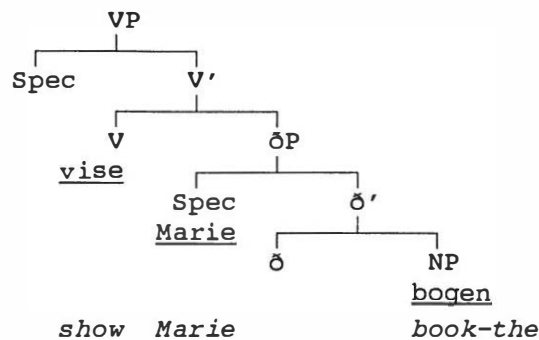 VP
Spec V'
V ðP
vise
Spec ð'
Marie
ð NP
bogen
show Marie book-the